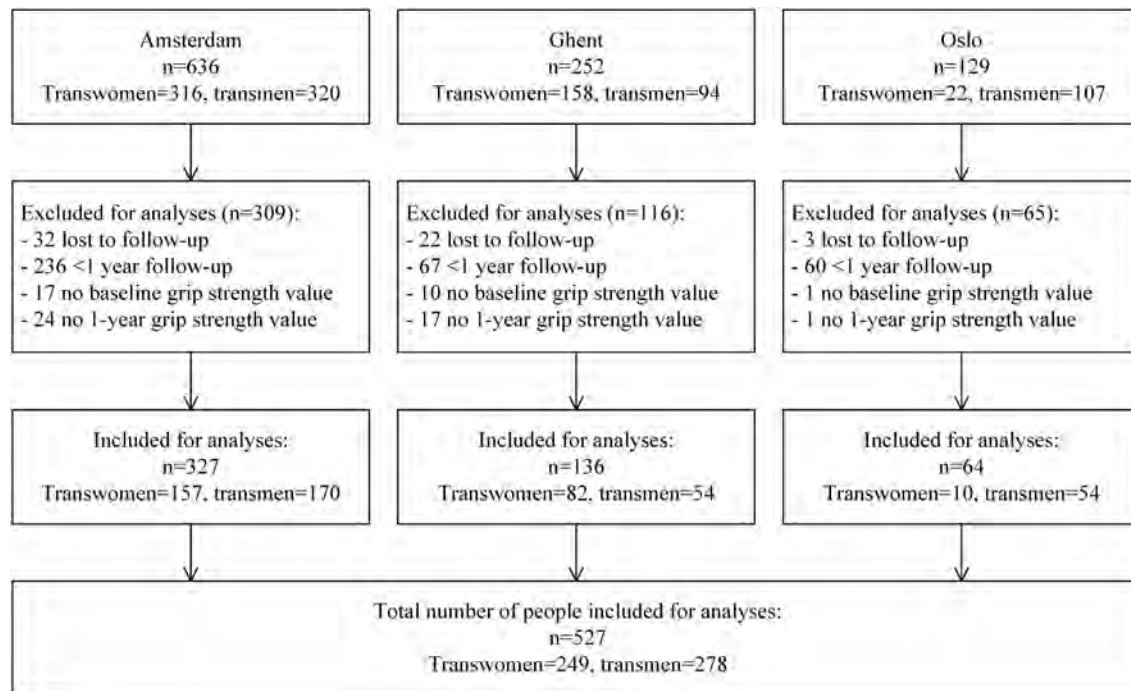 Amsterdam
n=636
Transwomen=316, transmen=320
Ghent
n=252
Transwomen=158, transmen=94
Oslo
n=129
Transwomen=22, transmen=107
Excluded for analyses (n=309):
- 32 lost to follow-up
- 236 <1 year follow-up
- 17 no baseline grip strength value
- 24 no 1-year grip strength value
Excluded for analyses (n=116):
- 22 lost to follow-up
- 67 <1 year follow-up
- 10 no baseline grip strength value
- 17 no 1-year grip strength value
Excluded for analyses (n=65):
- 3 lost to follow-up
- 60 <1 year follow-up
- 1 no baseline grip strength value
- 1 no 1-year grip strength value
Included for analyses:
n=327
Transwomen=157, transmen=170
Included for analyses:
n=136
Transwomen=82, transmen=54
Included for analyses:
n=64
Transwomen=10, transmen=54
Total number of people included for analyses:
n=527
Transwomen=249, transmen=278